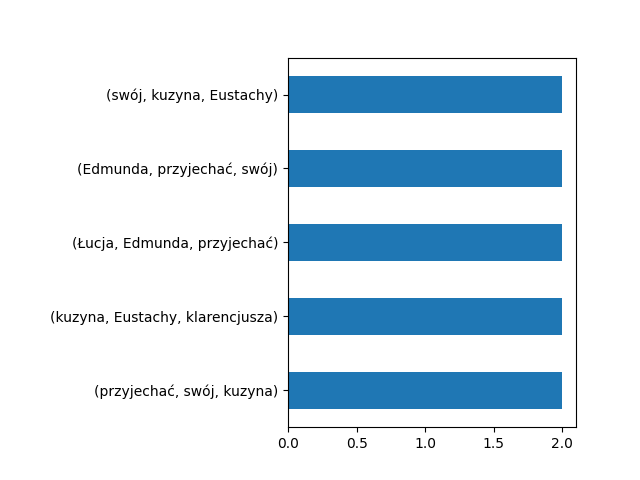 (swój, kuzyna, Eustachy)
(Edmunda, przyjechać, swój)
(Łucja, Edmunda, przyjechać)
(kuzyna, Eustachy, klarencjusza)
(przyjechać, swój, kuzyna)
0.0 0.5 1.0 1.5 2.0